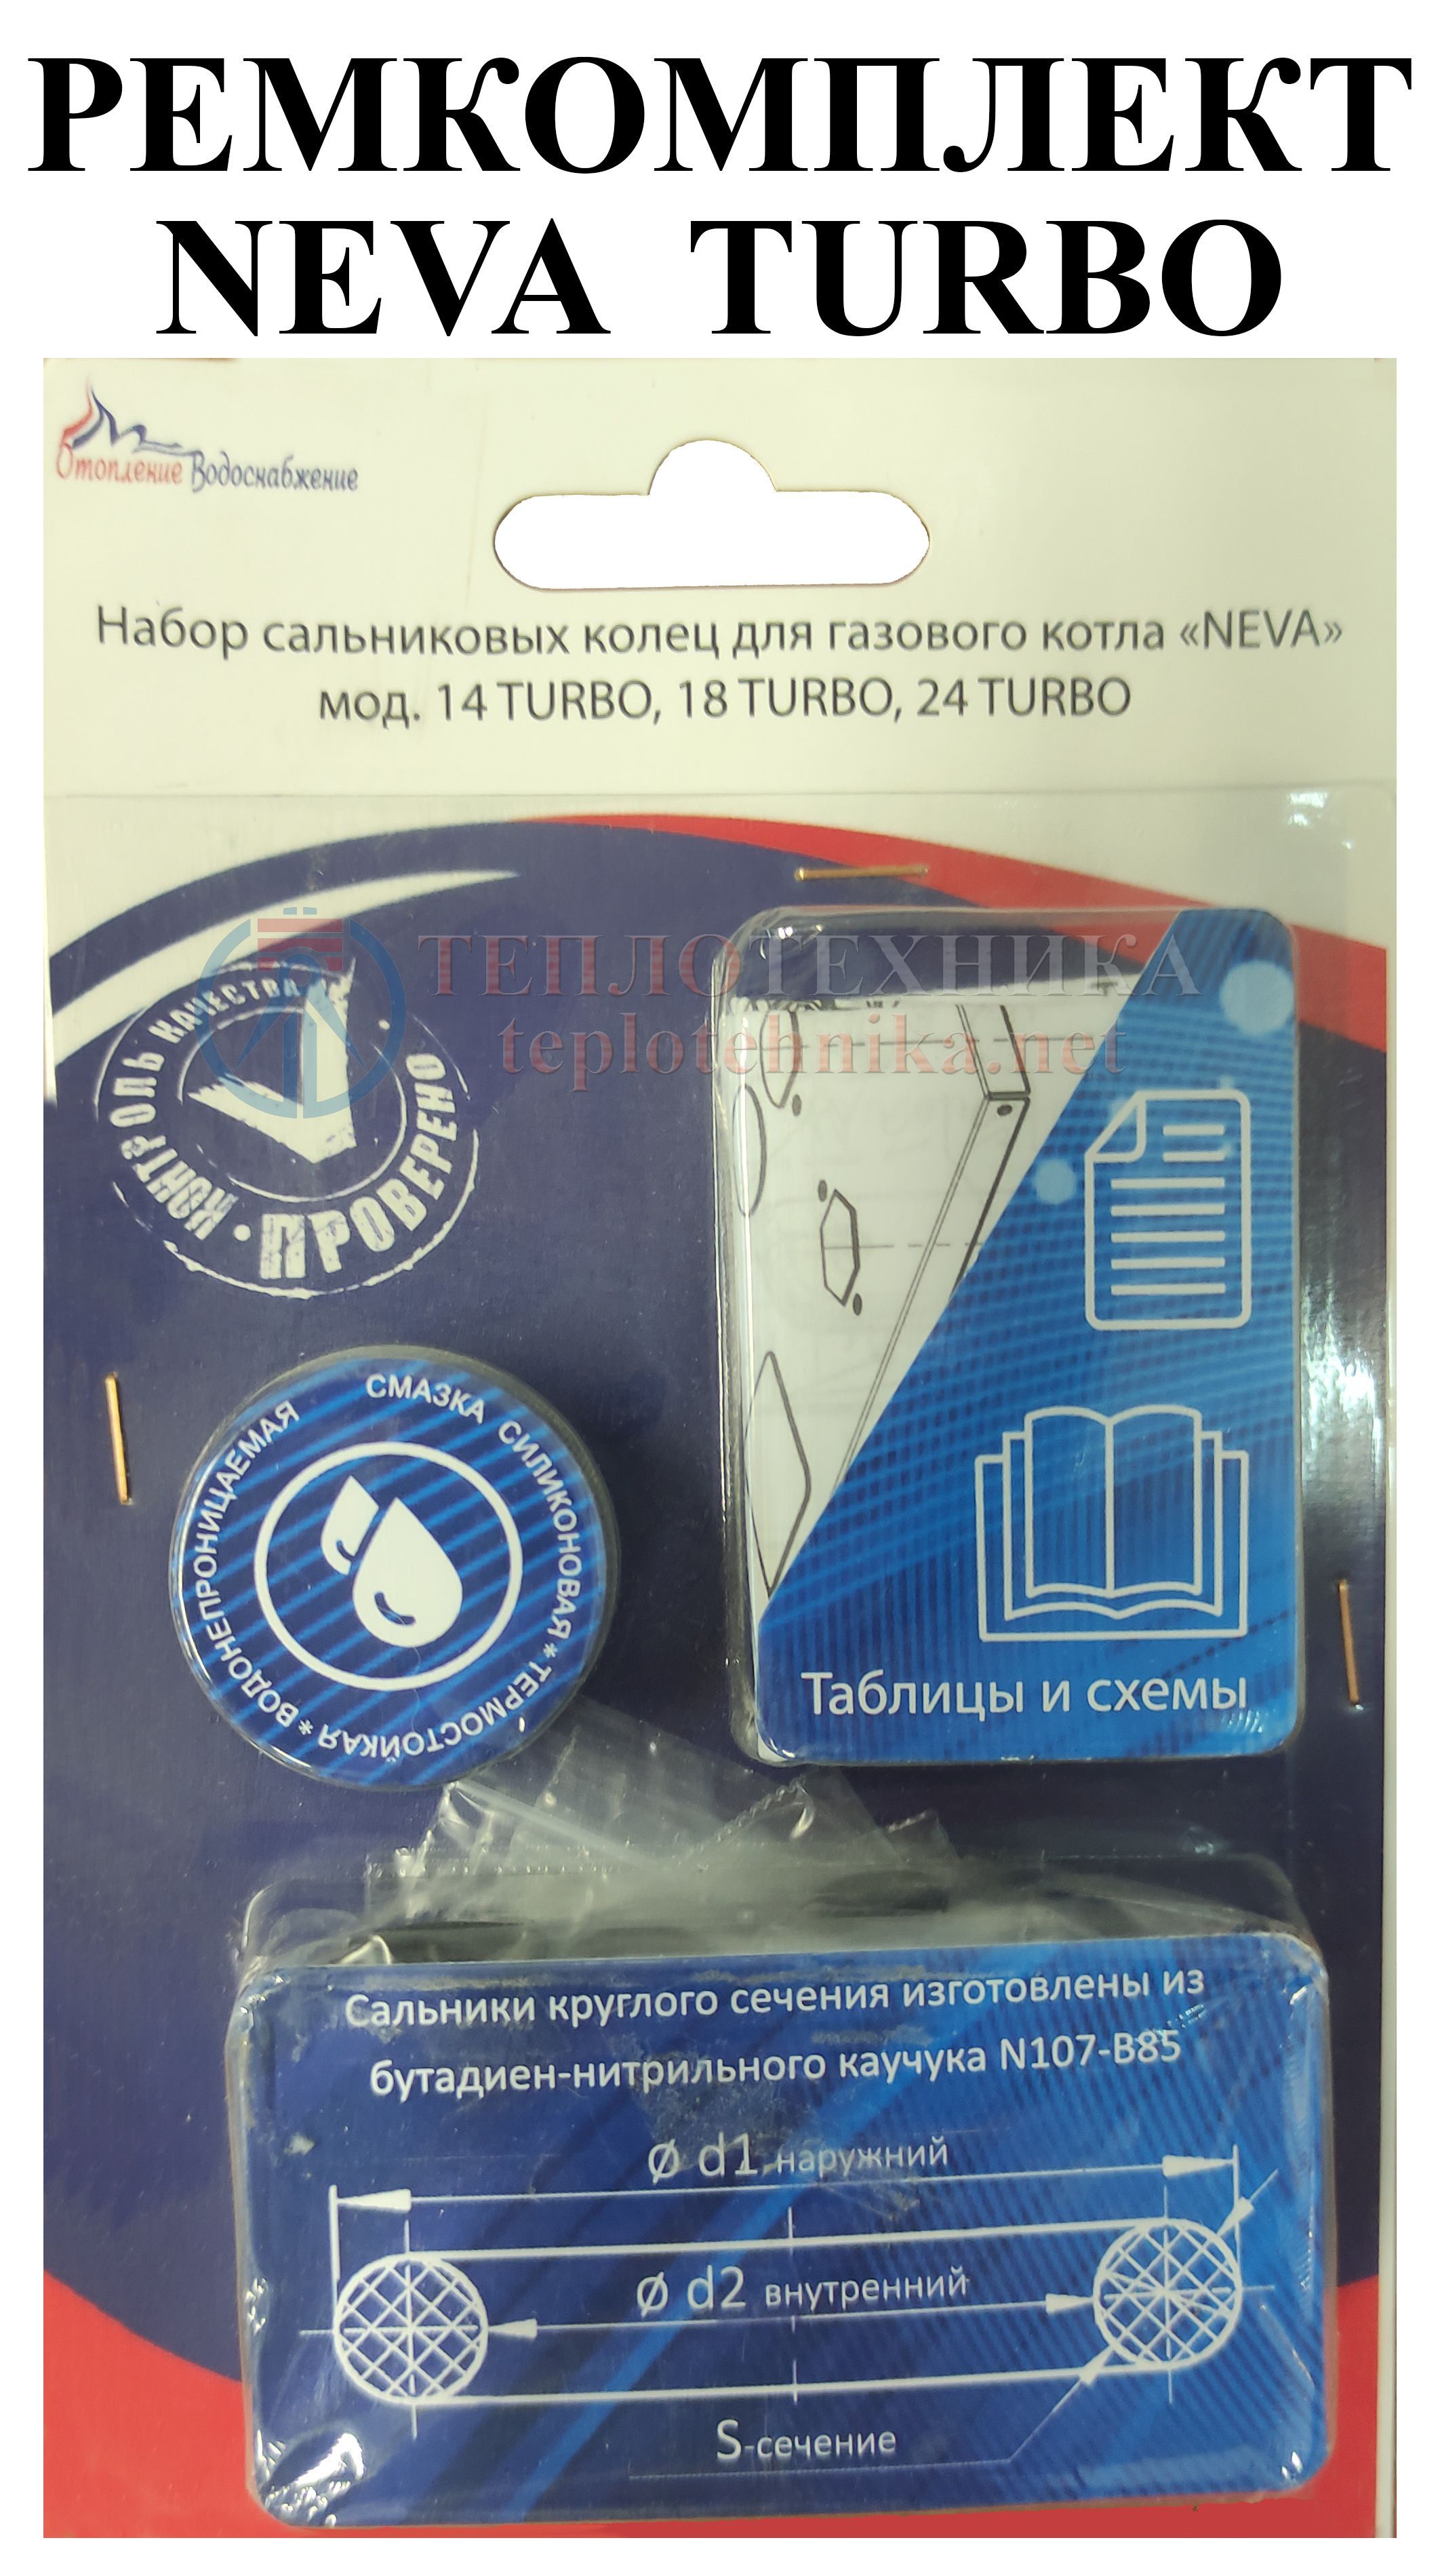 РЕМКОМПЛЕКТ
NEVA TURBO
Отопление Водоснабжение
Набор сальниковых колец для газового котла «NEVA»
мод. 14 TURBO, 18 TURBO, 24 TURBO
ТЕПЛОТЕХНИКА
teplotehnika.net
КОНТРОЛЬ КАЧЕСТВА • ПРОВЕРЕНО •
СМАЗКА СИЛИКОНОВАЯ * ТЕРМОСТОЙКАЯ * ВОДОНЕПРОНИЦАЕМАЯ
Таблицы и схемы
Сальники круглого сечения изготовлены из
бутадиен-нитрильного каучука N107-B85
Ø d1 наружний
Ø d2 внутренний
S-сечение